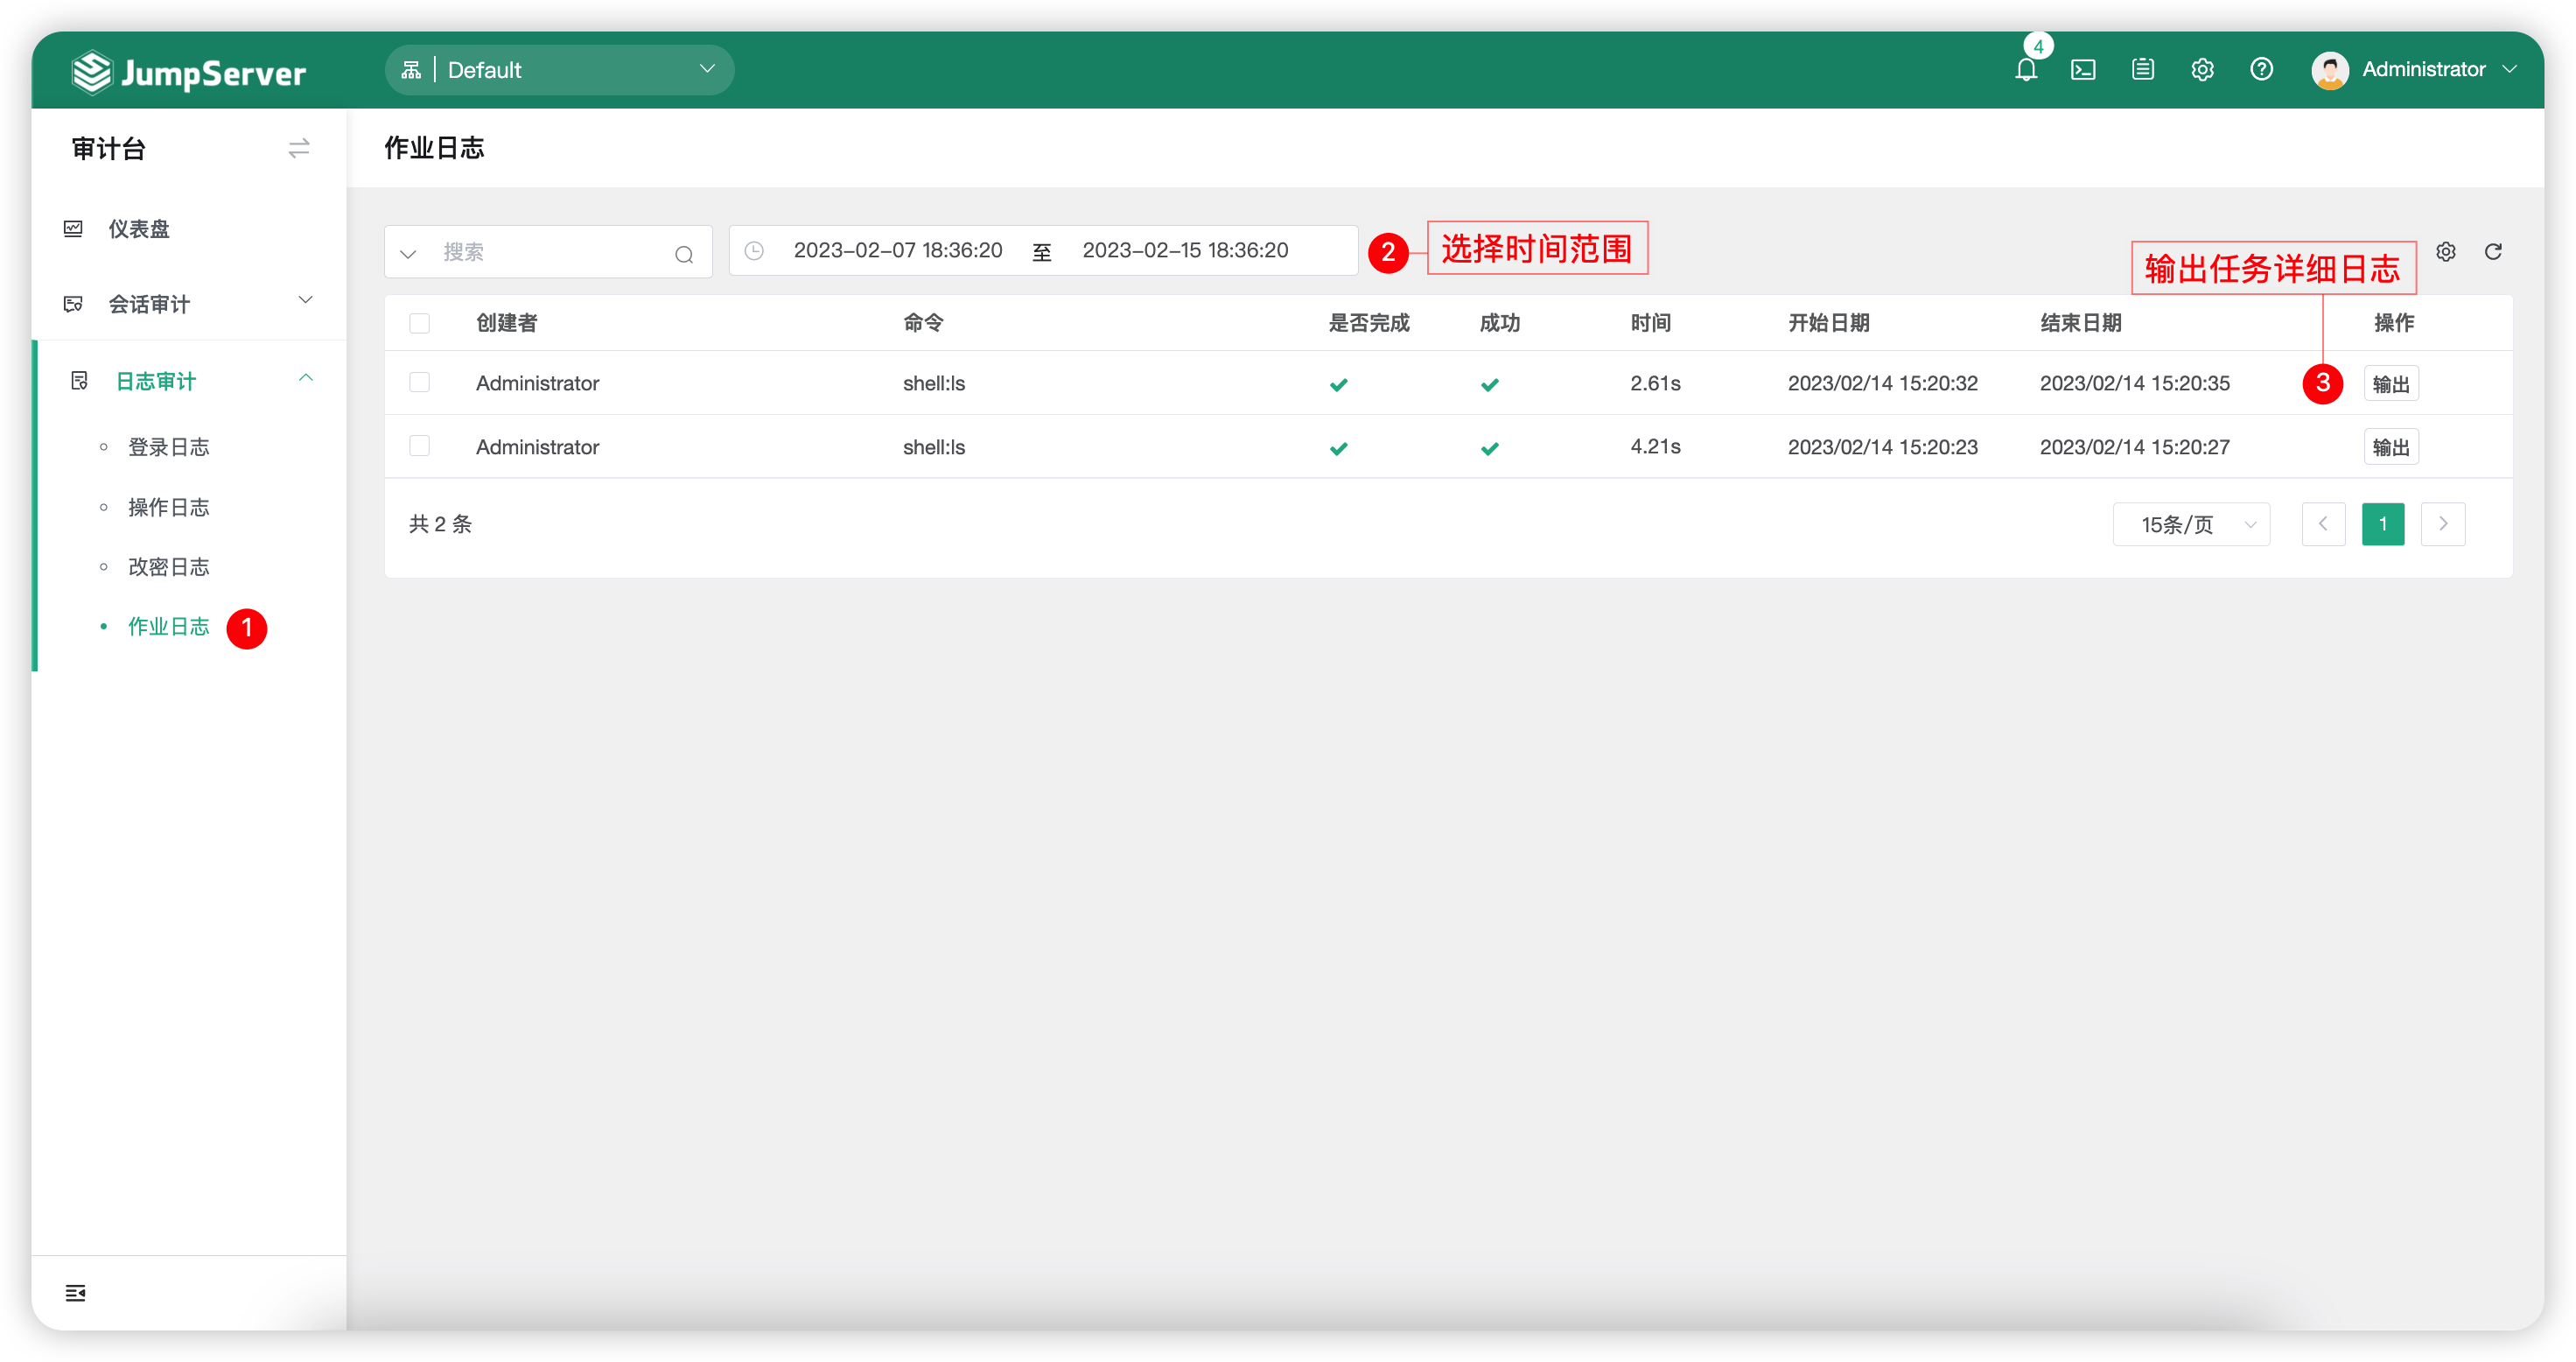 JumpServer
Default
4
Administrator
审计台
作业日志
仪表盘
会话审计
日志审计
登录日志
操作日志
改密日志
作业日志
1
搜索
2023-02-07 18:36:20 至 2023-02-15 18:36:20
2
选择时间范围
输出任务详细日志
创建者 命令 是否完成 成功 时间 开始日期 结束日期 操作
Administrator shell:ls 2.61s 2023/02/14 15:20:32 2023/02/14 15:20:35 3 输出
Administrator shell:ls 4.21s 2023/02/14 15:20:23 2023/02/14 15:20:27 输出
共 2 条
15条/页
1